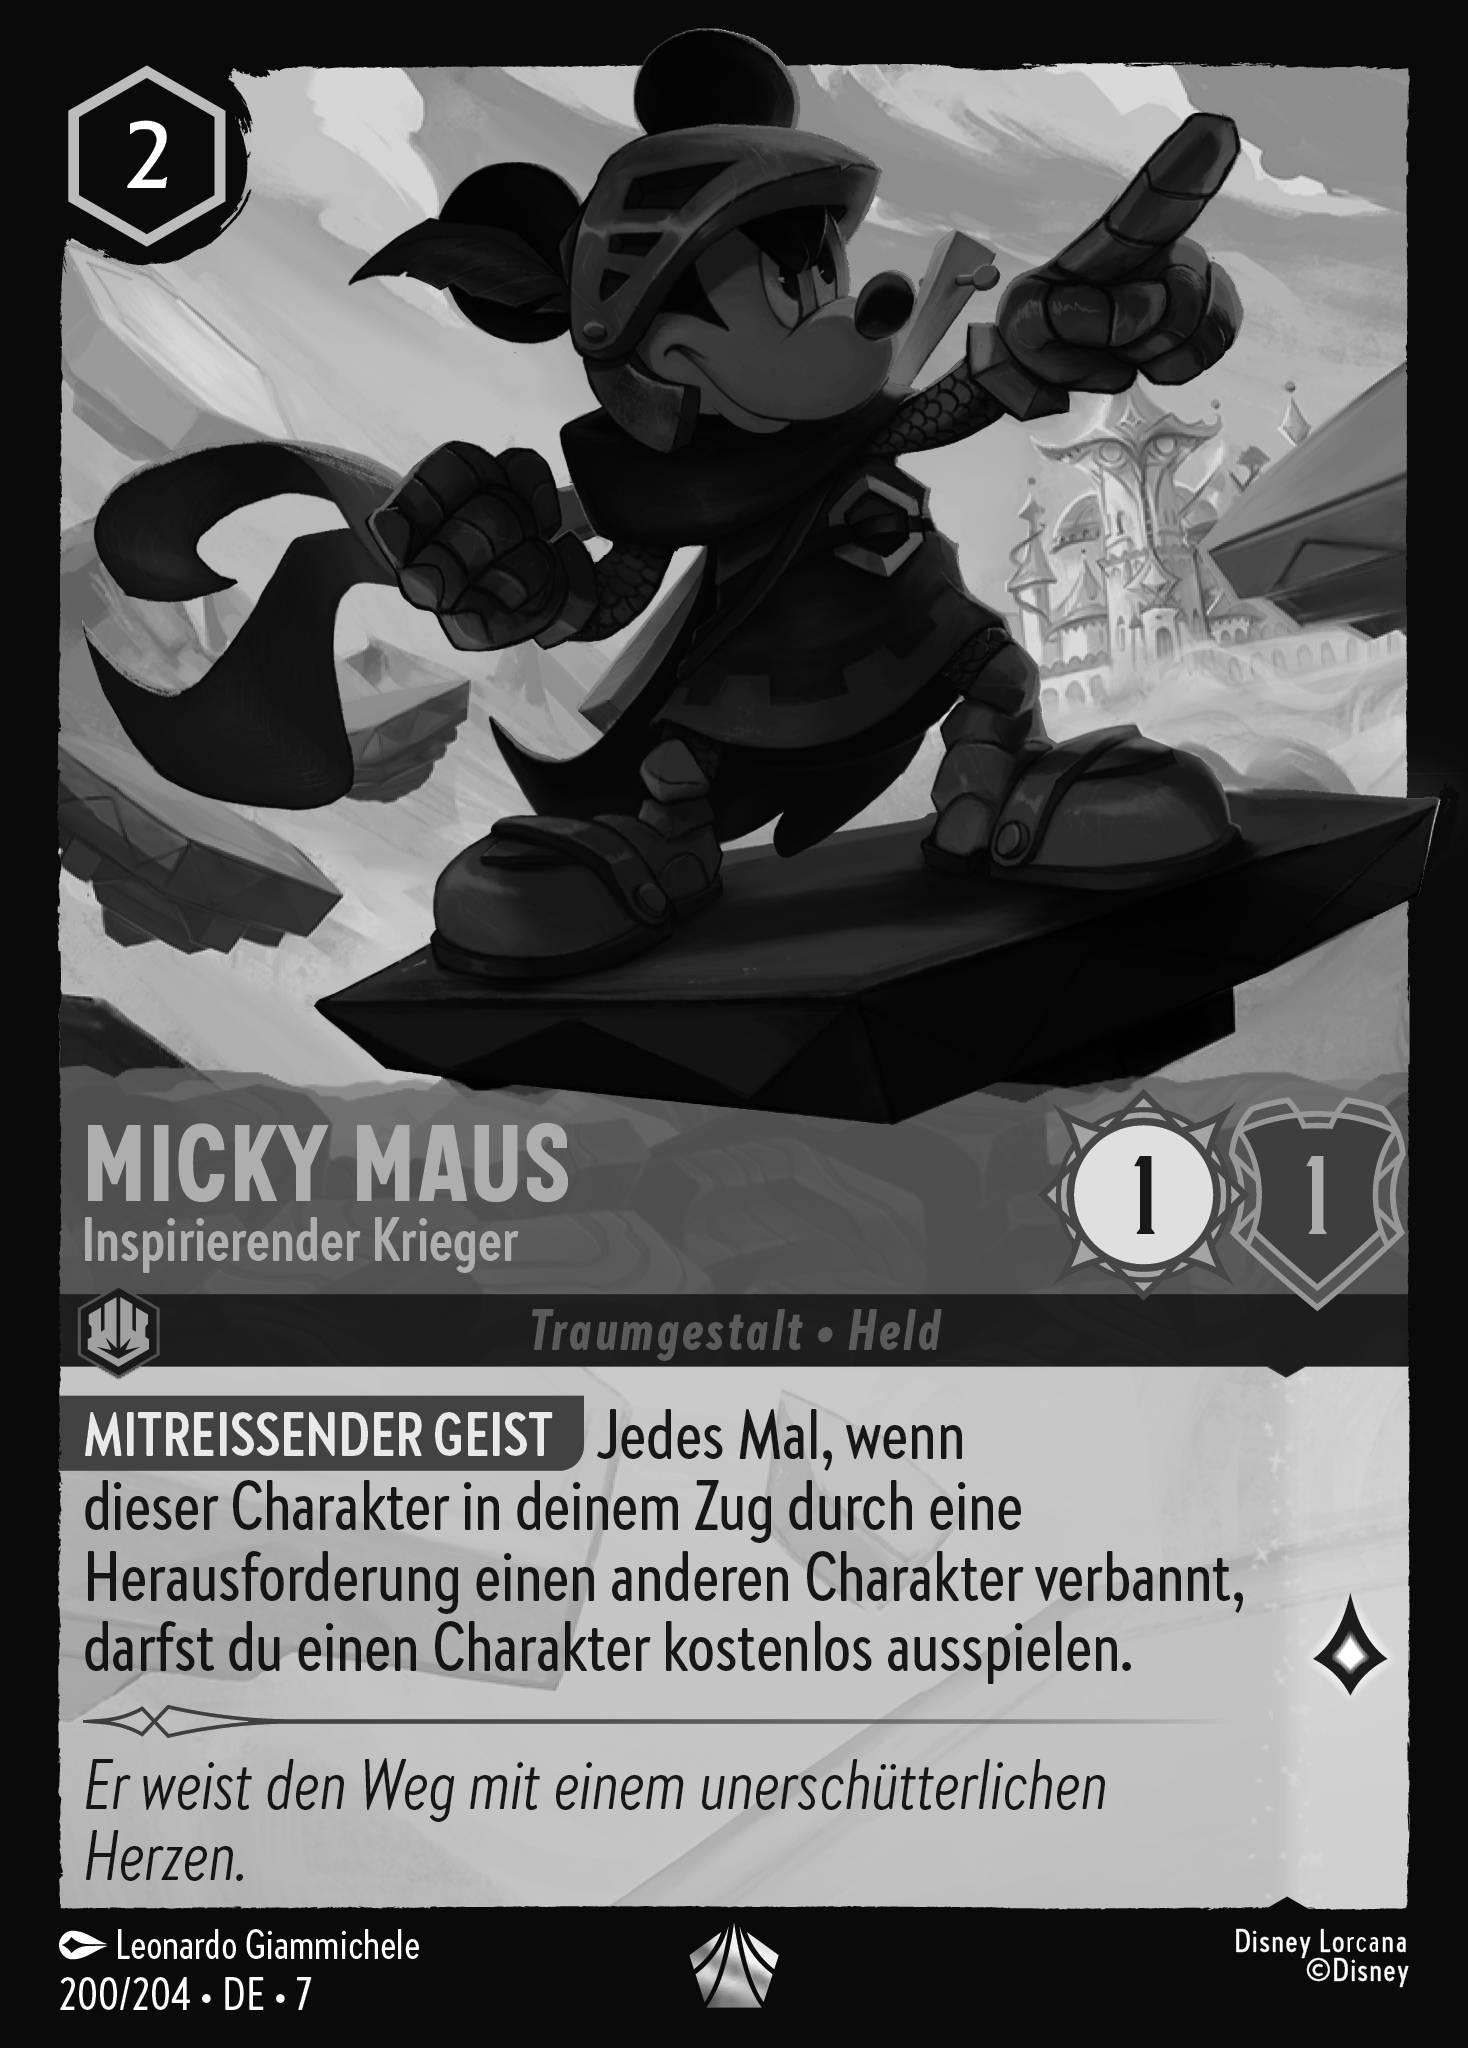 2
MICKY MAUS
Inspirierender Krieger
1
1
Traumgestalt • Held
MITREISSENDER GEIST Jedes Mal, wenn
dieser Charakter in deinem Zug durch eine
Herausforderung einen anderen Charakter verbannt,
darfst du einen Charakter kostenlos ausspielen.
Er weist den Weg mit einem unerschütterlichen
Herzen.
Leonardo Giammichele
200/204 • DE • 7
Disney Lorcana
©Disney